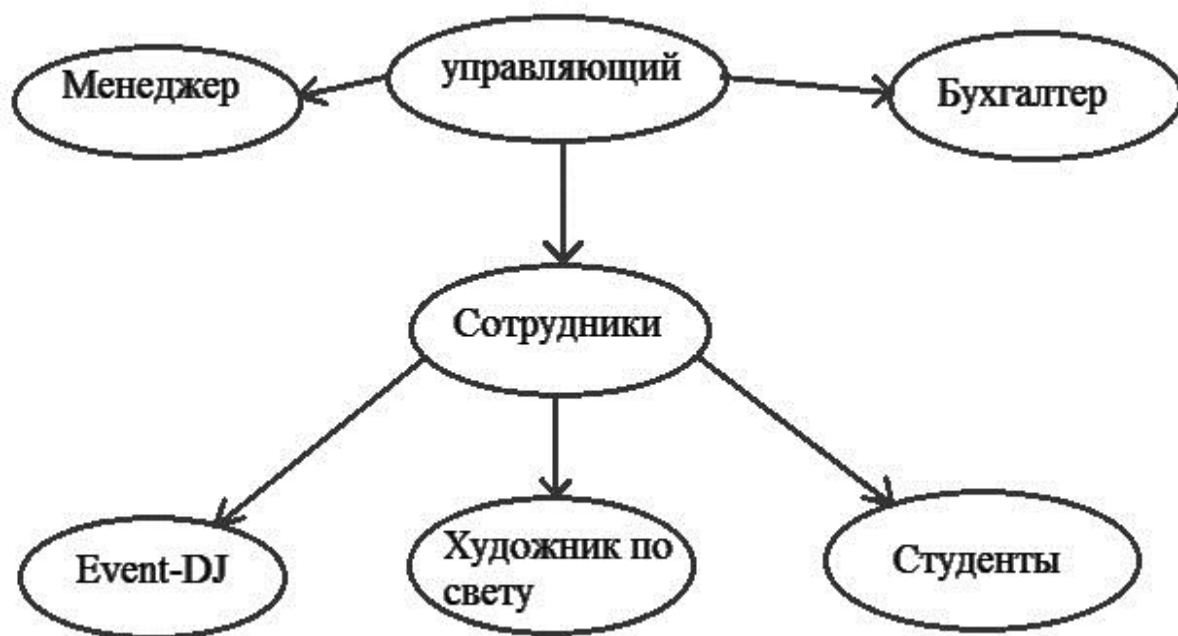 Менеджер
управляющий
Бухгалтер
Сотрудники
Event-DJ
Художник по
свету
Студенты